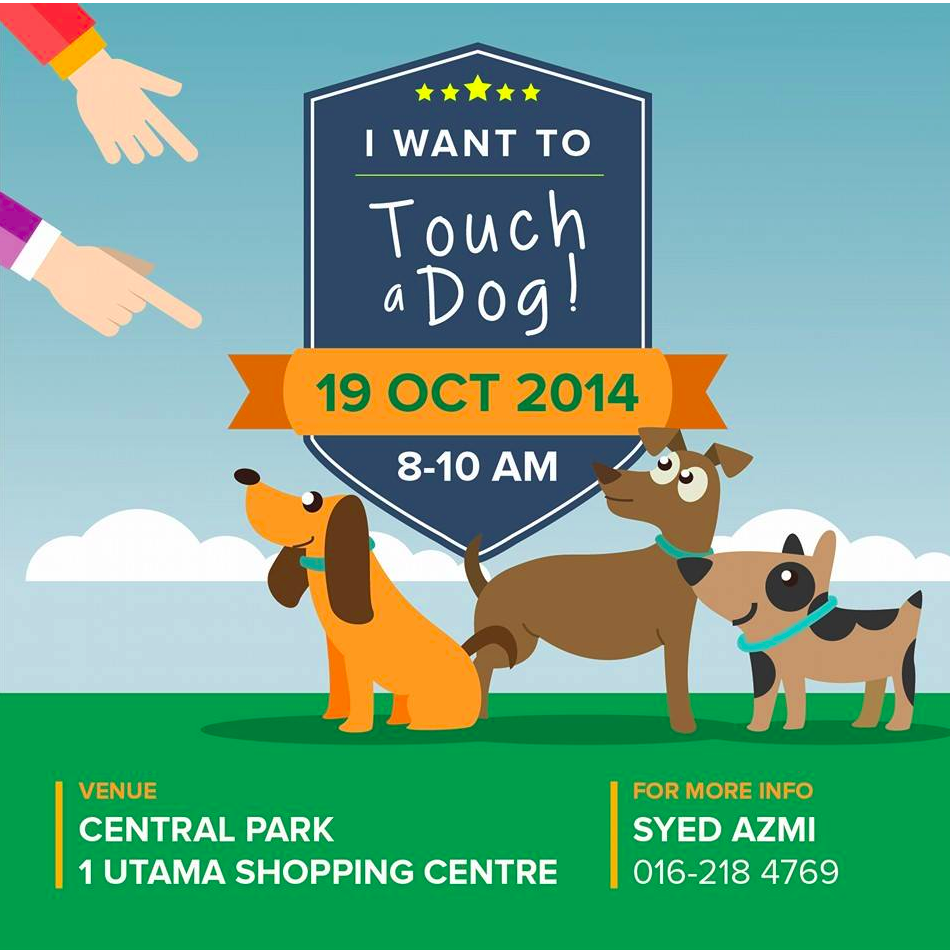 I WANT TO
Touch
a Dog!
19 OCT 2014
8-10 AM
VENUE
CENTRAL PARK
1 UTAMA SHOPPING CENTRE
FOR MORE INFO
SYED AZMI
016-218 4769